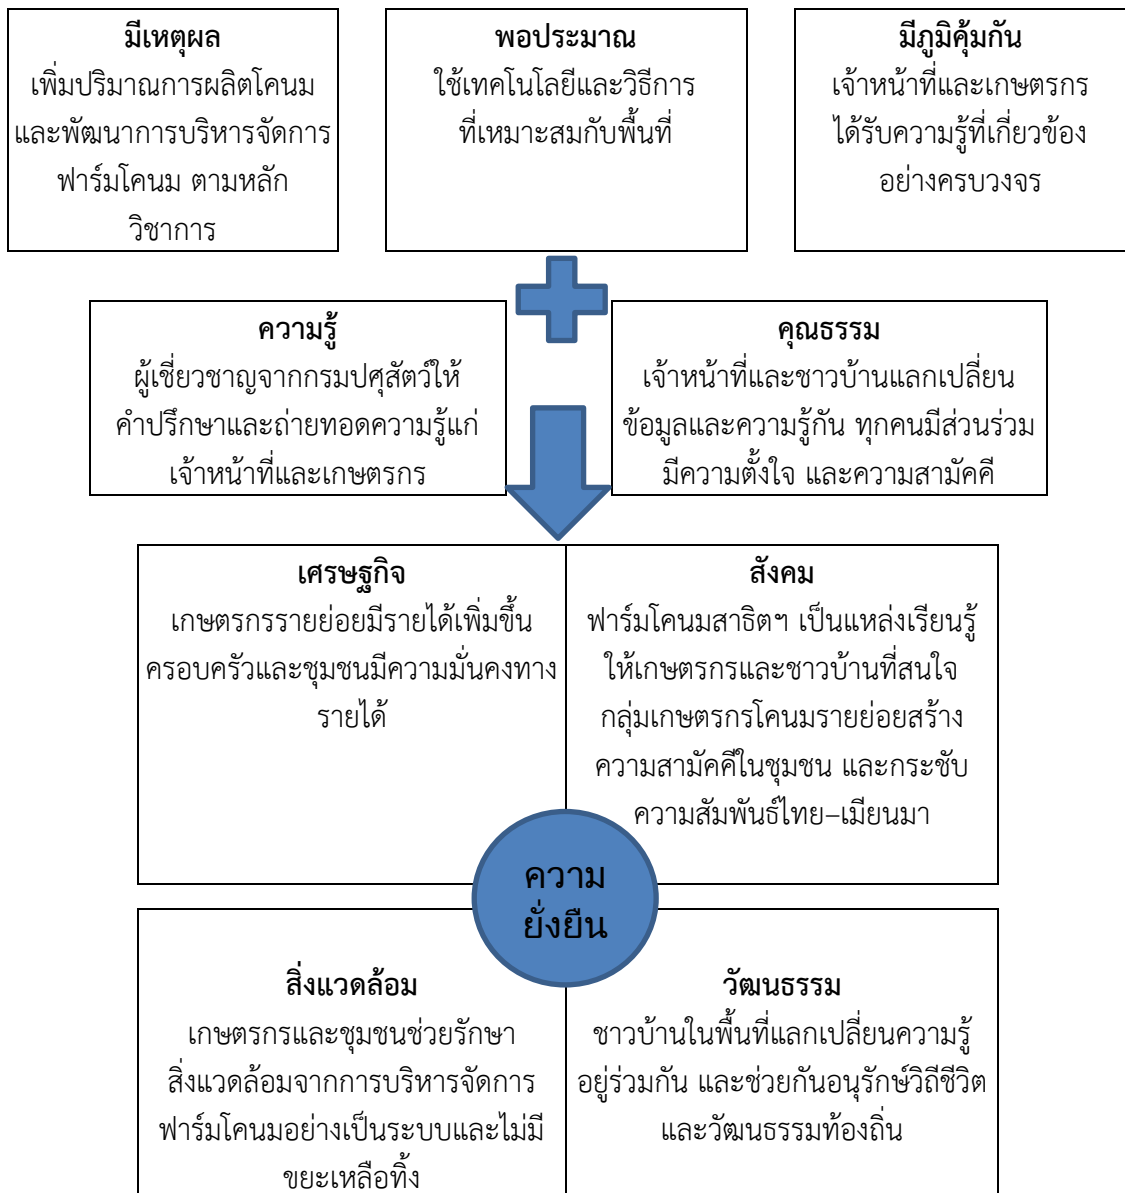 มีเหตุผล
เพิ่มปริมาณการผลิตโคนม
และพัฒนาการบริหารจัดการ
ฟาร์มโคนม ตามหลัก
วิชาการ
พอประมาณ
ใช้เทคโนโลยีและวิธีการ
ที่เหมาะสมกับพื้นที่
มีภูมิคุ้มกัน
เจ้าหน้าที่และเกษตรกร
ได้รับความรู้ที่เกี่ยวข้อง
อย่างครบวงจร
ความรู้
ผู้เชี่ยวชาญจากกรมปศุสัตว์ให้
คำปรึกษาและถ่ายทอดความรู้แก่
เจ้าหน้าที่และเกษตรกร
คุณธรรม
เจ้าหน้าที่และชาวบ้านแลกเปลี่ยน
ข้อมูลและความรู้กัน ทุกคนมีส่วนร่วม
มีความตั้งใจ และความสามัคคี
เศรษฐกิจ
เกษตรกรรายย่อยมีรายได้เพิ่มขึ้น
ครอบครัวและชุมชนมีความมั่นคงทาง
รายได้
สังคม
ฟาร์มโคนมสาธิตฯ เป็นแหล่งเรียนรู้
ให้เกษตรกรและชาวบ้านที่สนใจ
กลุ่มเกษตรกรโคนมรายย่อยสร้าง
ความสามัคคีในชุมชน และกระชับ
ความสัมพันธ์ไทย–เมียนมา
ความ
ยั่งยืน
สิ่งแวดล้อม
เกษตรกรและชุมชนช่วยรักษา
สิ่งแวดล้อมจากการบริหารจัดการ
ฟาร์มโคนมอย่างเป็นระบบและไม่มี
ขยะเหลือทิ้ง
วัฒนธรรม
ชาวบ้านในพื้นที่แลกเปลี่ยนความรู้
อยู่ร่วมกัน และช่วยกันอนุรักษ์วิถีชีวิต
และวัฒนธรรมท้องถิ่น